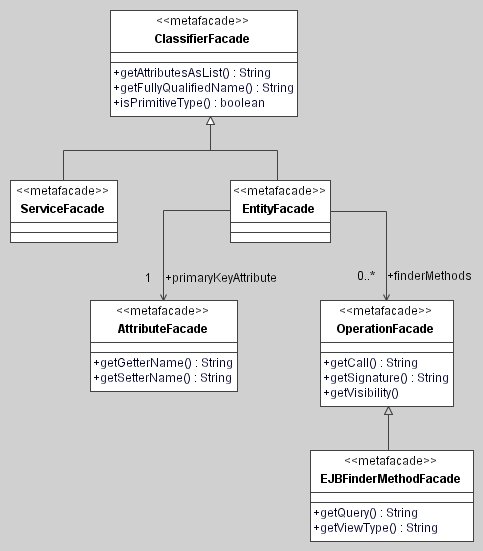 <<metafacade>>
ClassifierFacade
+getAttributesAsList() : String
+getFullyQualifiedName() : String
+isPrimitiveType() : boolean
<<metafacade>>
ServiceFacade
<<metafacade>>
EntityFacade
1 +primaryKeyAttribute
0..* +finderMethods
<<metafacade>>
AttributeFacade
+getGetterName() : String
+getSetterName() : String
<<metafacade>>
OperationFacade
+getCall() : String
+getSignature() : String
+getVisibility()
<<metafacade>>
EJBFinderMethodFacade
+getQuery() : String
+getViewType() : String